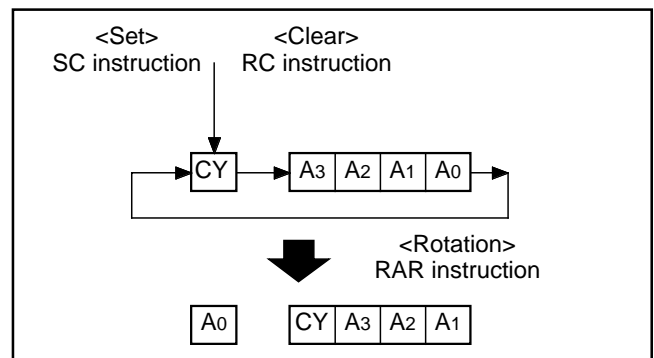 <Set> <Clear>
SC instruction RC instruction
CY A3 A2 A1 A0
<Rotation>
RAR instruction
A0 CY A3 A2 A1